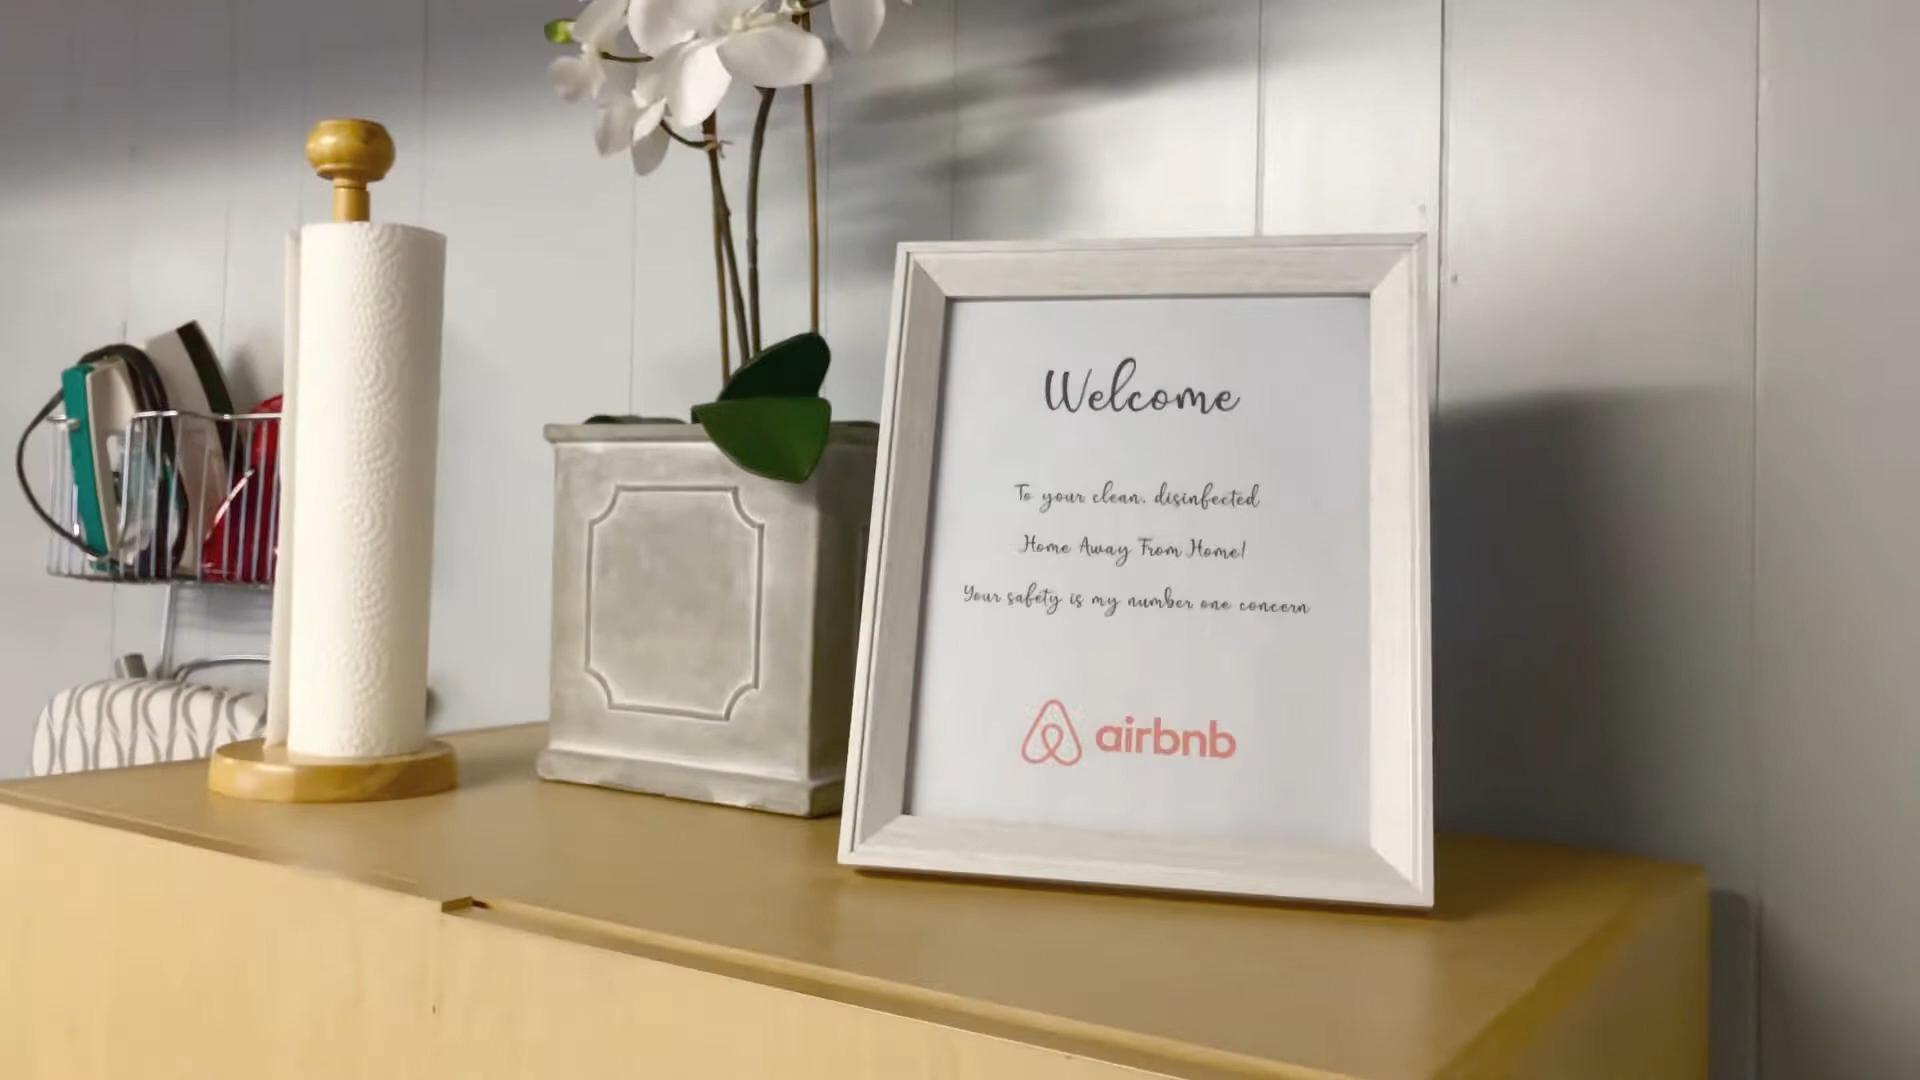 Welcome
To your clean, disinfected
Home Away From Home!
Your safety is my number one concern
airbnb